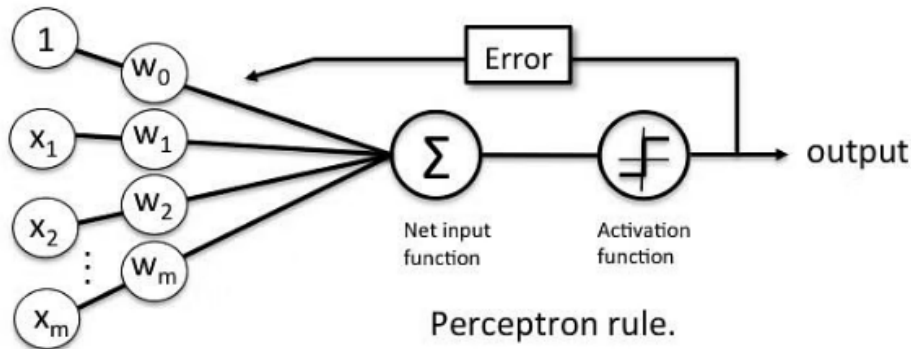 1
w₀
Error
x₁
w₁
Σ
output
x₂
w₂
Net input
function
Activation
function
⋮
wₘ
xₘ
Perceptron rule.